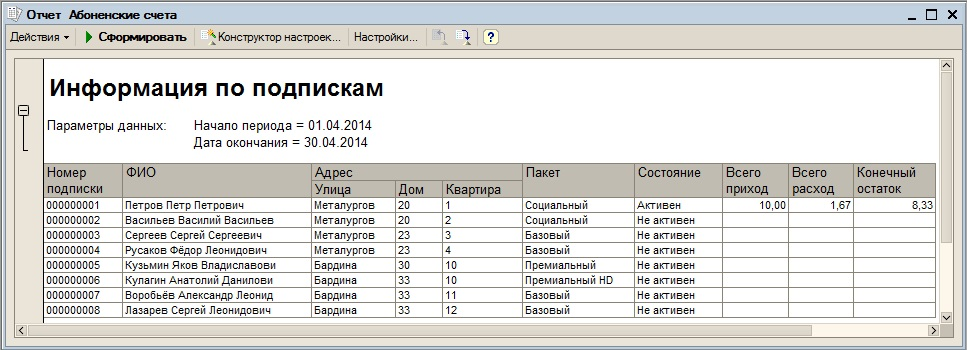 Отчет Абоненские счета
Действия Сформировать Конструктор настроек... Настройки... ?
Информация по подпискам
Параметры данных: Начало периода = 01.04.2014
Дата окончания = 30.04.2014
Номер подписки ФИО Адрес Пакет Состояние Всего приход Всего расход Конечный остаток
Улица Дом Квартира
000000001 Петров Петр Петрович Металургов 20 1 Социальный Активен 10,00 1,67 8,33
000000002 Васильев Василий Васильев Металургов 20 2 Социальный Не активен
000000003 Сергеев Сергей Сергеевич Металургов 23 3 Базовый Не активен
000000004 Русаков Фёдор Леонидович Металургов 23 4 Базовый Не активен
000000005 Кузьмин Яков Владиславови Бардина 30 10 Премиальный Не активен
000000006 Кулагин Анатолий Данилови Бардина 33 10 Премиальный HD Не активен
000000007 Воробьёв Александр Леонид Бардина 33 11 Базовый Не активен
000000008 Лазарев Сергей Леонидович Бардина 33 12 Базовый Не активен